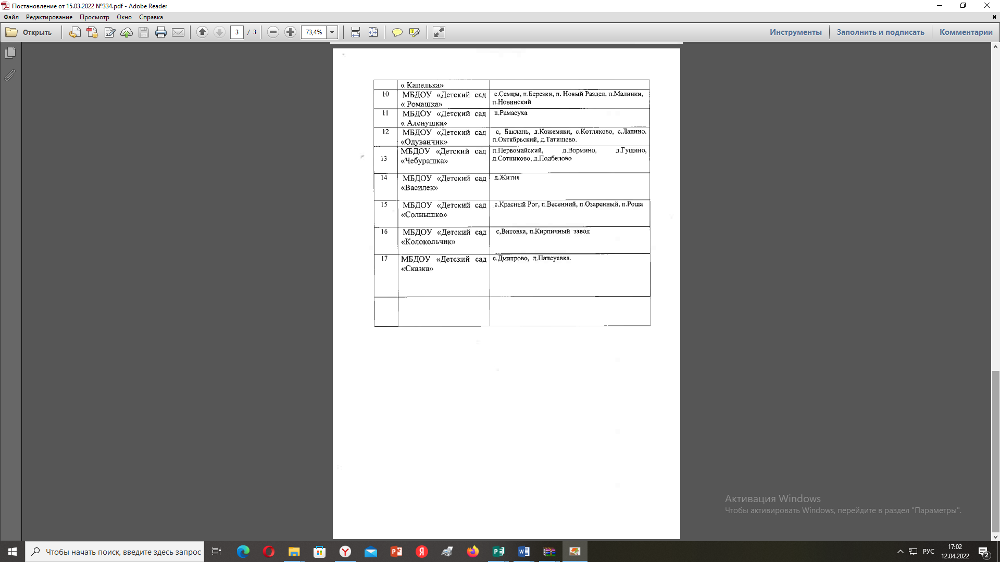 Постановление от 15.03.2022 №334.pdf - Adobe Reader
Файл Редактирование Просмотр Окно Справка
Открыть 3 / 3 73,4% Инструменты Заполнить и подписать Комментарии
« Капелька»
10 МБДОУ «Детский сад с.Семцы, п.Березки, п. Новый Раздел, п.Малинки,
« Ромашка» п.Новинский
11 МБДОУ «Детский сад п.Рамасуха
« Аленушка»
12 МБДОУ «Детский сад с, Баклань, д.Кожемяки, с.Котляково, с.Лапино.
«Одуванчик» п.Октябрьский, д.Татищево.
МБДОУ «Детский сад п.Первомайский, д.Вормино, д.Гущино,
13 «Чебурашка» д.Сотниково, д.Подбелово
14 МБДОУ «Детский сад д.Житня
«Василек»
15 МБДОУ «Детский сад с.Красный Рог, п.Весенний, п.Озаренный, п.Роща
«Солнышко»
16 МБДОУ «Детский сад с,Витовка, п.Кирпичный завод
«Колокольчик»
17 МБДОУ «Детский сад с.Дмитрово, д.Папсуевка.
«Сказка»
Активация Windows
Чтобы активировать Windows, перейдите в раздел "Параметры".
Чтобы начать поиск, введите здесь запрос
РУС 17:02
12.04.2022 2